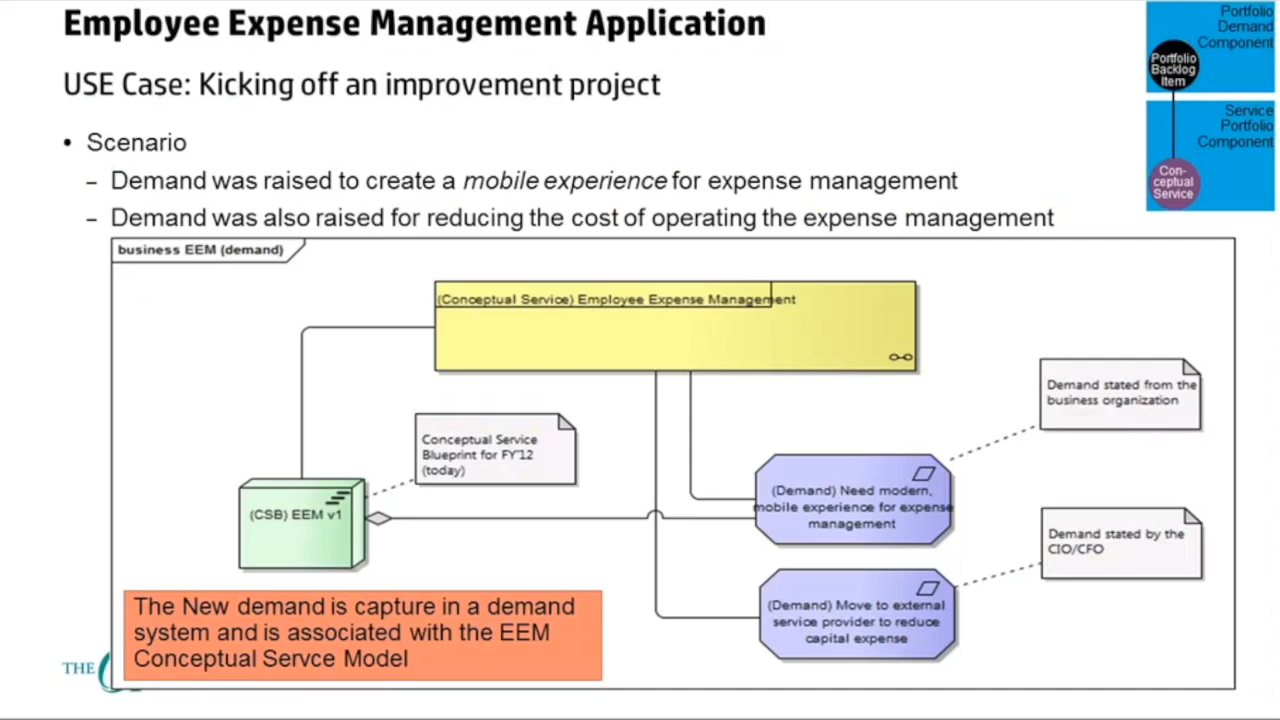 Employee Expense Management Application
USE Case: Kicking off an improvement project
• Scenario
– Demand was raised to create a mobile experience for expense management
– Demand was also raised for reducing the cost of operating the expense management
Portfolio
Demand
Component
Portfolio
Backlog
Item
Service
Portfolio
Component
Con-
ceptual
Service
business EEM (demand)
(Conceptual Service) Employee Expense Management
Demand stated from the
business organization
Conceptual Service
Blueprint for FY'12
(today)
(CSB) EEM v1
(Demand) Need modern,
mobile experience for expense
management
Demand stated by the
CIO/CFO
(Demand) Move to external
service provider to reduce
capital expense
The New demand is capture in a demand
system and is associated with the EEM
Conceptual Servce Model
THE